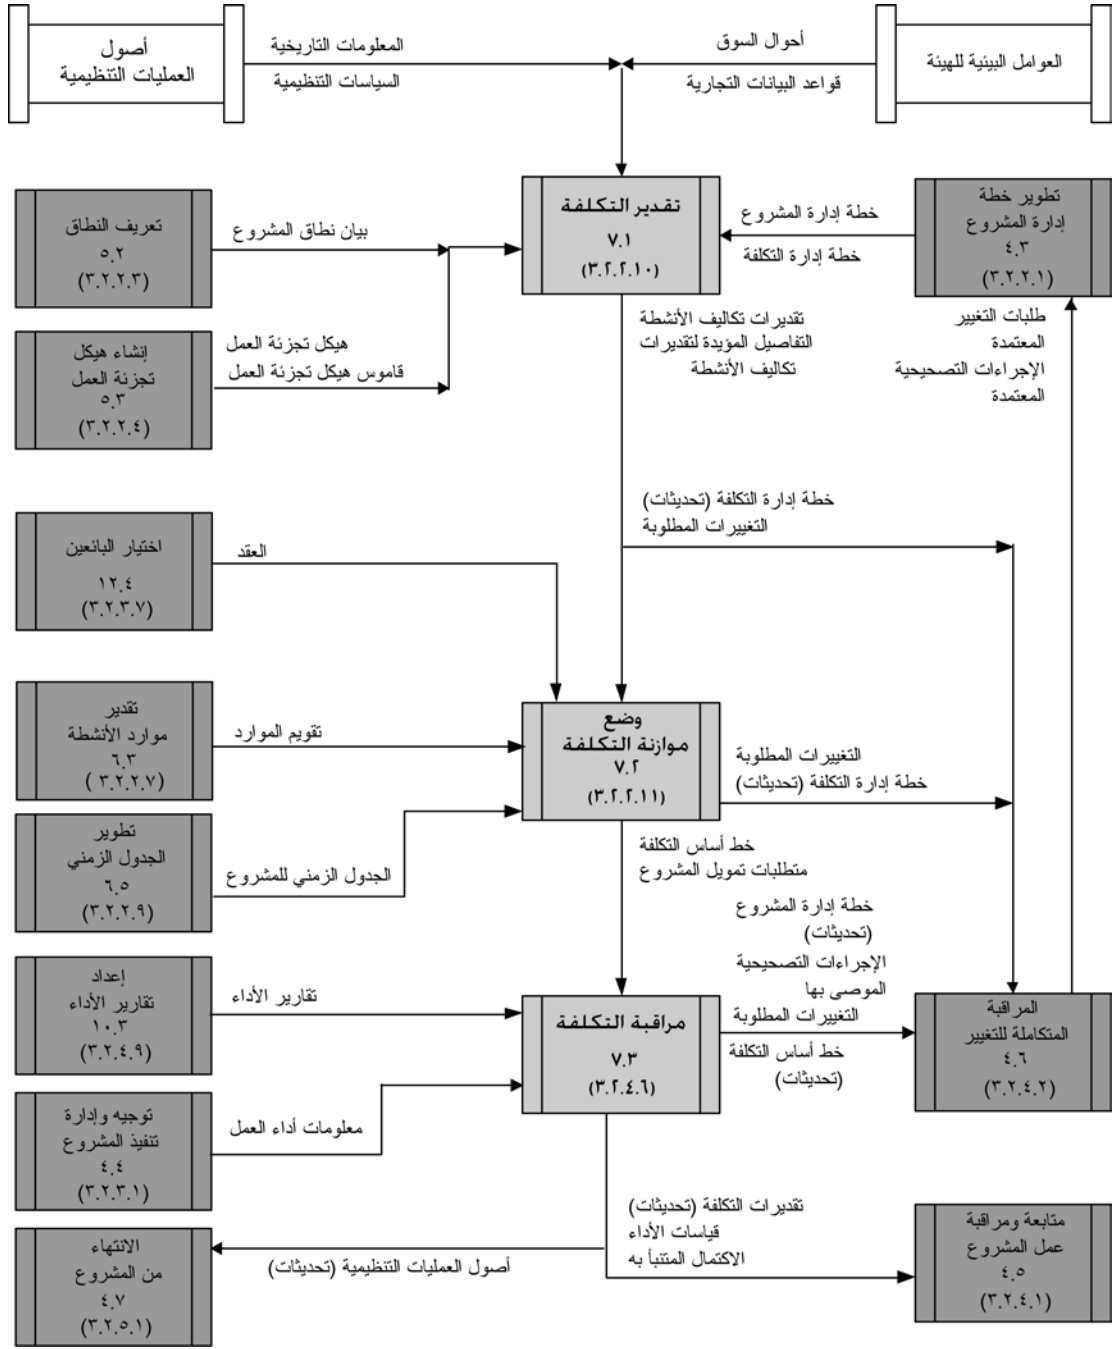 أصول
العمليات التنظيمية
المعلومات التاريخية
السياسات التنظيمية
أحوال السوق
قواعد البيانات التجارية
العوامل البيئية للهيئة
تعريف النطاق
٥.٢
(٣.٢.٢.٣)
بيان نطاق المشروع
تقدير التكلفة
٧.١
(٣.٢.٢.١٠)
خطة إدارة المشروع
خطة إدارة التكلفة
تطوير خطة
إدارة المشروع
٤.٣
(٣.٢.٢.١)
إنشاء هيكل
تجزئة العمل
٥.٣
(٣.٢.٢.٤)
هيكل تجزئة العمل
قاموس هيكل تجزئة العمل
تقديرات تكاليف الأنشطة
التفاصيل المؤيدة لتقديرات
تكاليف الأنشطة
طلبات التغيير
المعتمدة
الإجراءات التصحيحية
المعتمدة
خطة إدارة التكلفة (تحديثات)
التغييرات المطلوبة
اختيار البائعين
١٢.٤
(٣.٢.٣.٧)
العقد
تقدير
موارد الأنشطة
٦.٣
(٣.٢.٢.٧ )
تقويم الموارد
وضع
موازنة التكلفة
٧.٢
(٣.٢.٢.١١)
التغييرات المطلوبة
خطة إدارة التكلفة (تحديثات)
تطوير
الجدول الزمني
٦.٥
(٣.٢.٢.٩)
الجدول الزمني للمشروع
خط أساس التكلفة
متطلبات تمويل المشروع
خطة إدارة المشروع
(تحديثات)
الإجراءات التصحيحية
الموصى بها
التغييرات المطلوبة
خط أساس التكلفة
(تحديثات)
إعداد
تقارير الأداء
١٠.٣
(٣.٢.٤.٩)
تقارير الأداء
مراقبة التكلفة
٧.٣
(٣.٢.٤.٦)
المراقبة
المتكاملة للتغيير
٤.٦
(٣.٢.٤.٢)
توجيه وإدارة
تنفيذ المشروع
٤.٤
(٣.٢.٣.١)
معلومات أداء العمل
تقديرات التكلفة (تحديثات)
قياسات الأداء
الاكتمال المتنبأ به
متابعة ومراقبة
عمل المشروع
٤.٥
(٣.٢.٤.١)
الانتهاء
من المشروع
٤.٧
(٣.٢.٥.١)
أصول العمليات التنظيمية (تحديثات)